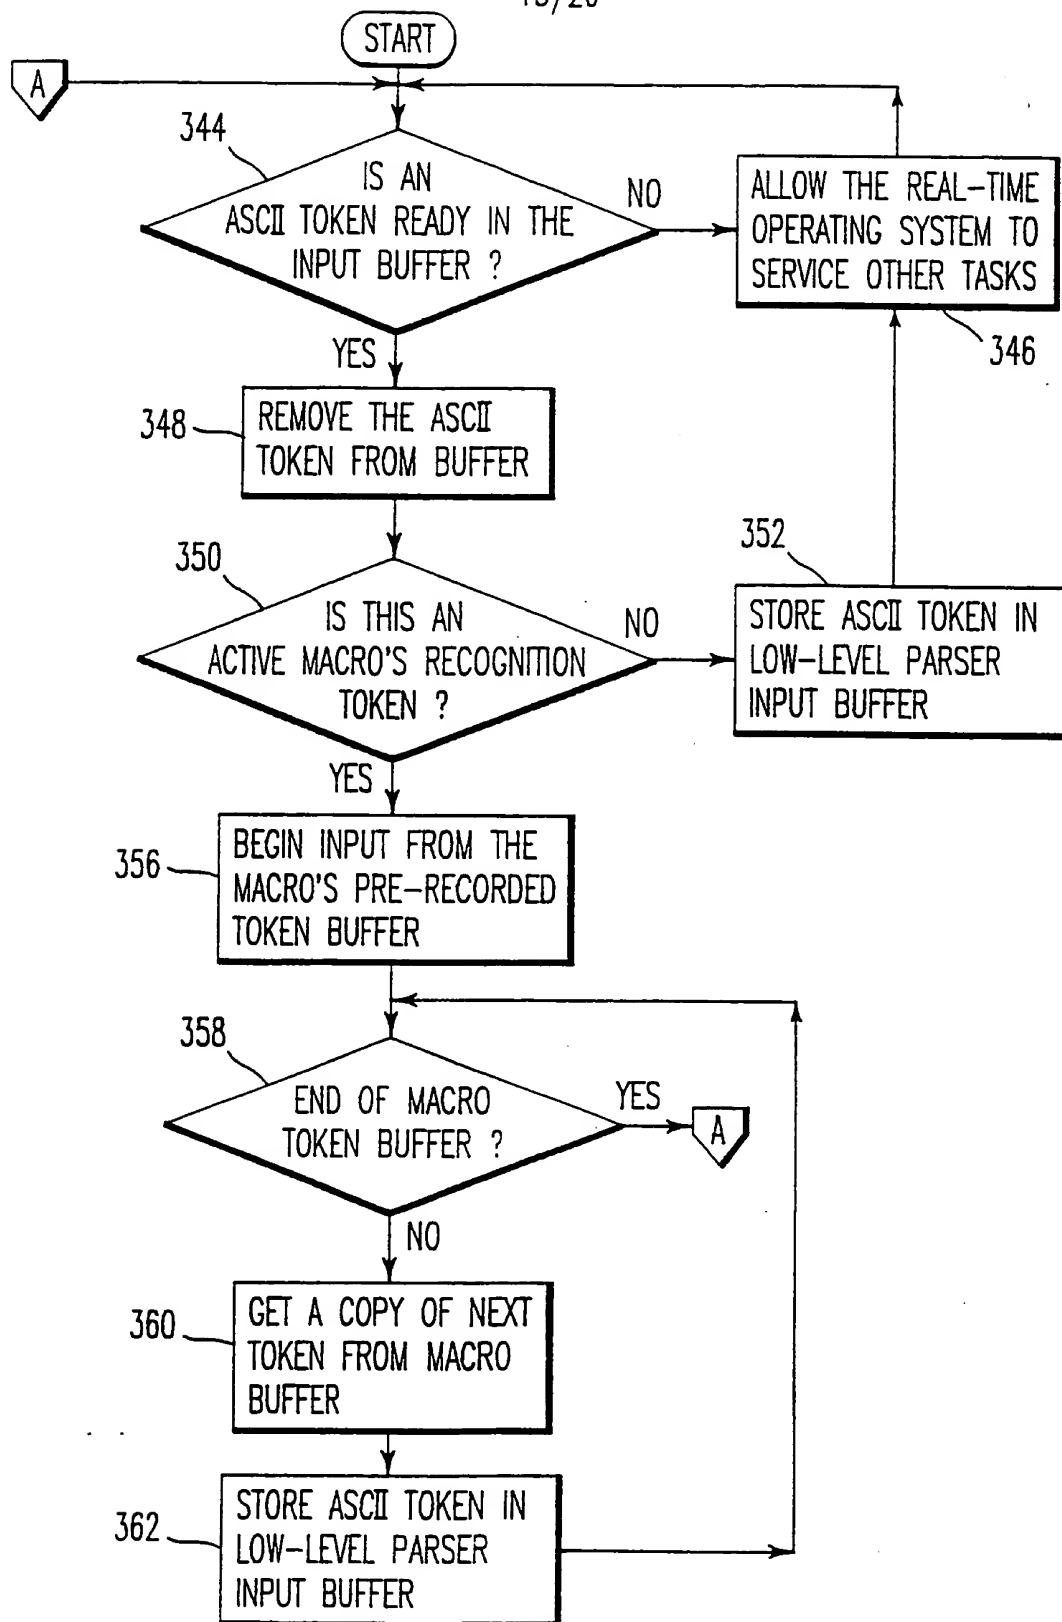 START
A
344
IS AN
ASCII TOKEN READY IN THE
INPUT BUFFER ?
NO
ALLOW THE REAL-TIME
OPERATING SYSTEM TO
SERVICE OTHER TASKS
346
YES
348
REMOVE THE ASCII
TOKEN FROM BUFFER
350
IS THIS AN
ACTIVE MACRO'S RECOGNITION
TOKEN ?
NO
352
STORE ASCII TOKEN IN
LOW-LEVEL PARSER
INPUT BUFFER
YES
356
BEGIN INPUT FROM THE
MACRO'S PRE-RECORDED
TOKEN BUFFER
358
END OF MACRO
TOKEN BUFFER ?
YES
A
NO
360
GET A COPY OF NEXT
TOKEN FROM MACRO
BUFFER
362
STORE ASCII TOKEN IN
LOW-LEVEL PARSER
INPUT BUFFER